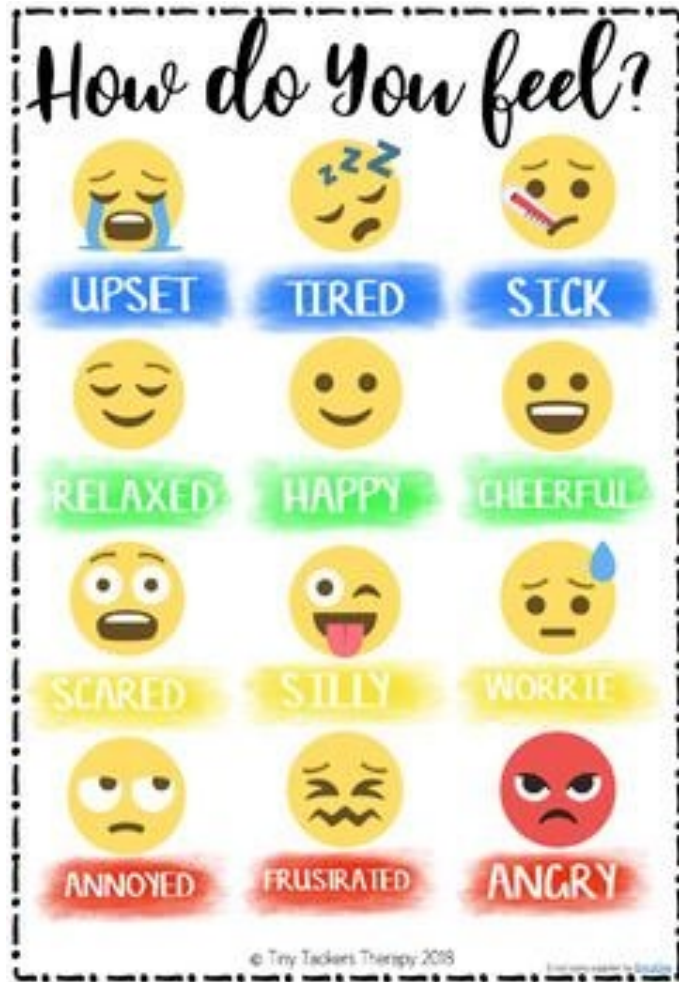 How do You feel?
z z Z
UPSET TIRED SICK
RELAXED HAPPY CHEERFUL
SCARED SILLY WORRIE
ANNOYED FRUSIRATED ANGRY
© Tiny Tackers Therapy 2018